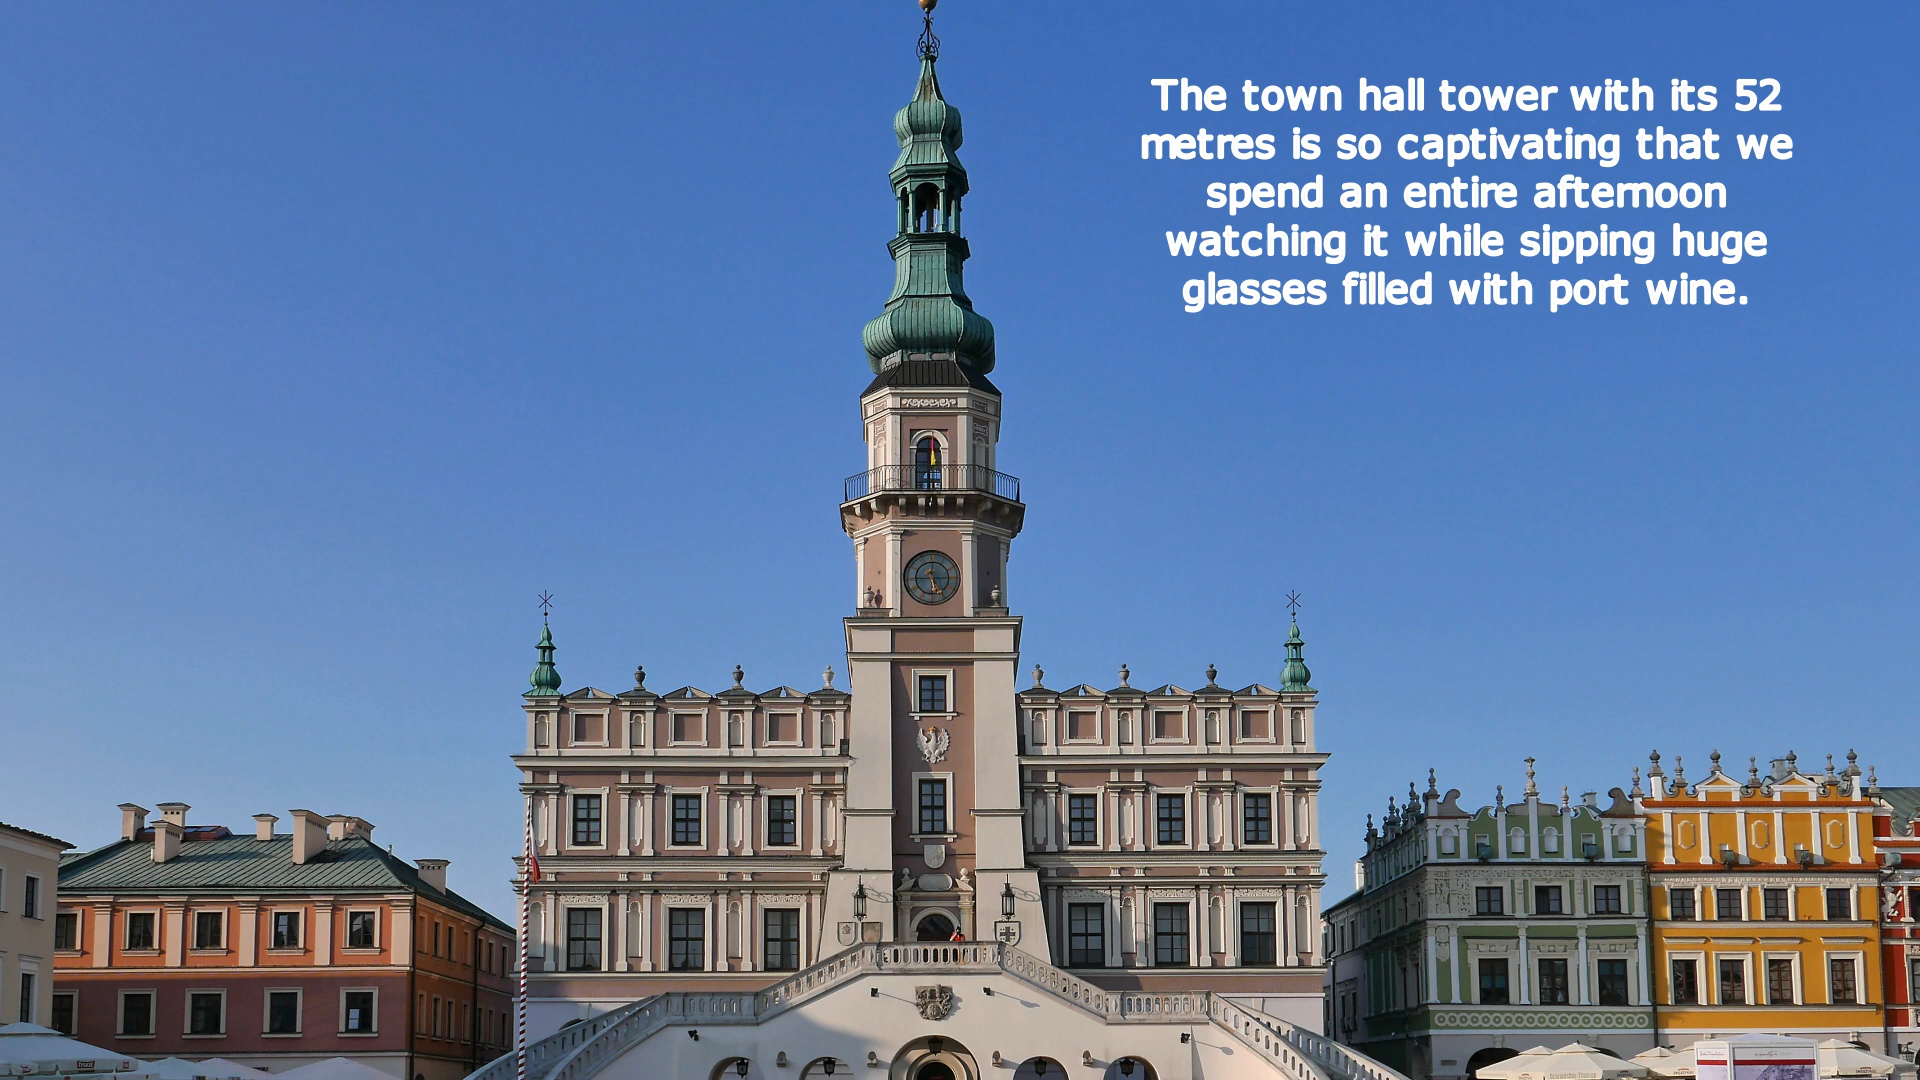 The town hall tower with its 52
metres is so captivating that we
spend an entire afternoon
watching it while sipping huge
glasses filled with port wine.